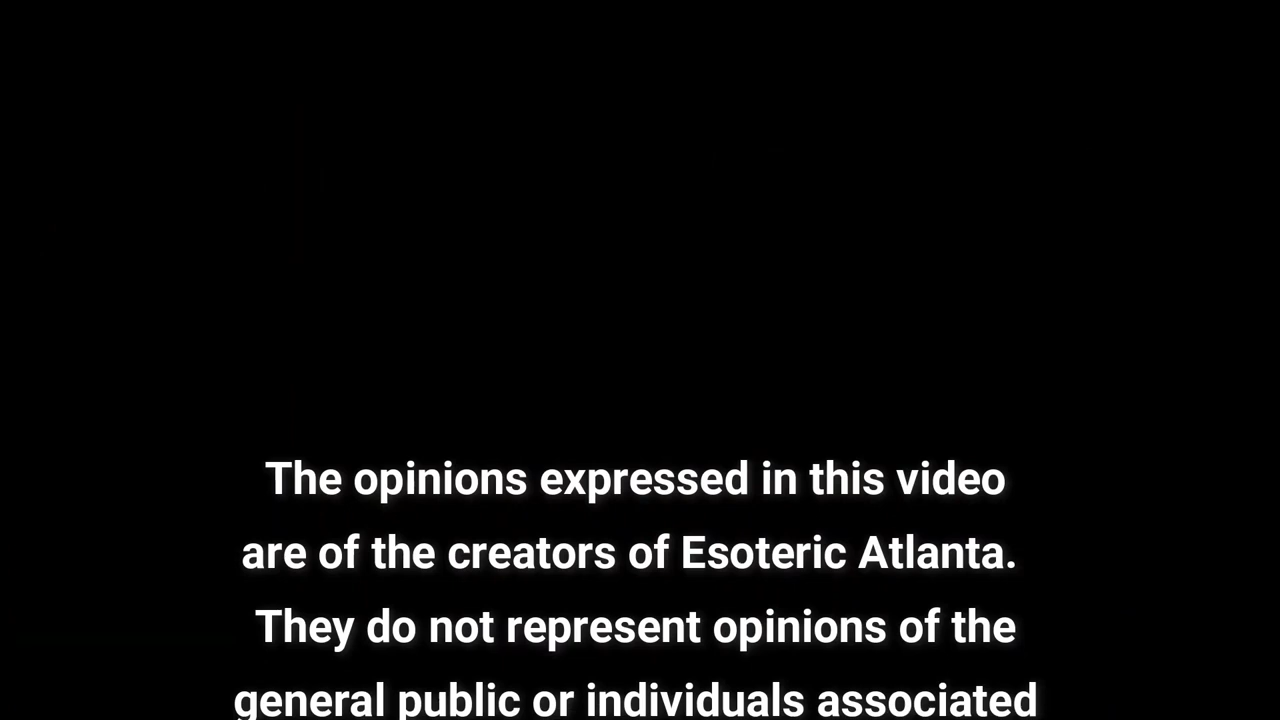 The opinions expressed in this video
are of the creators of Esoteric Atlanta.
They do not represent opinions of the
general public or individuals associated